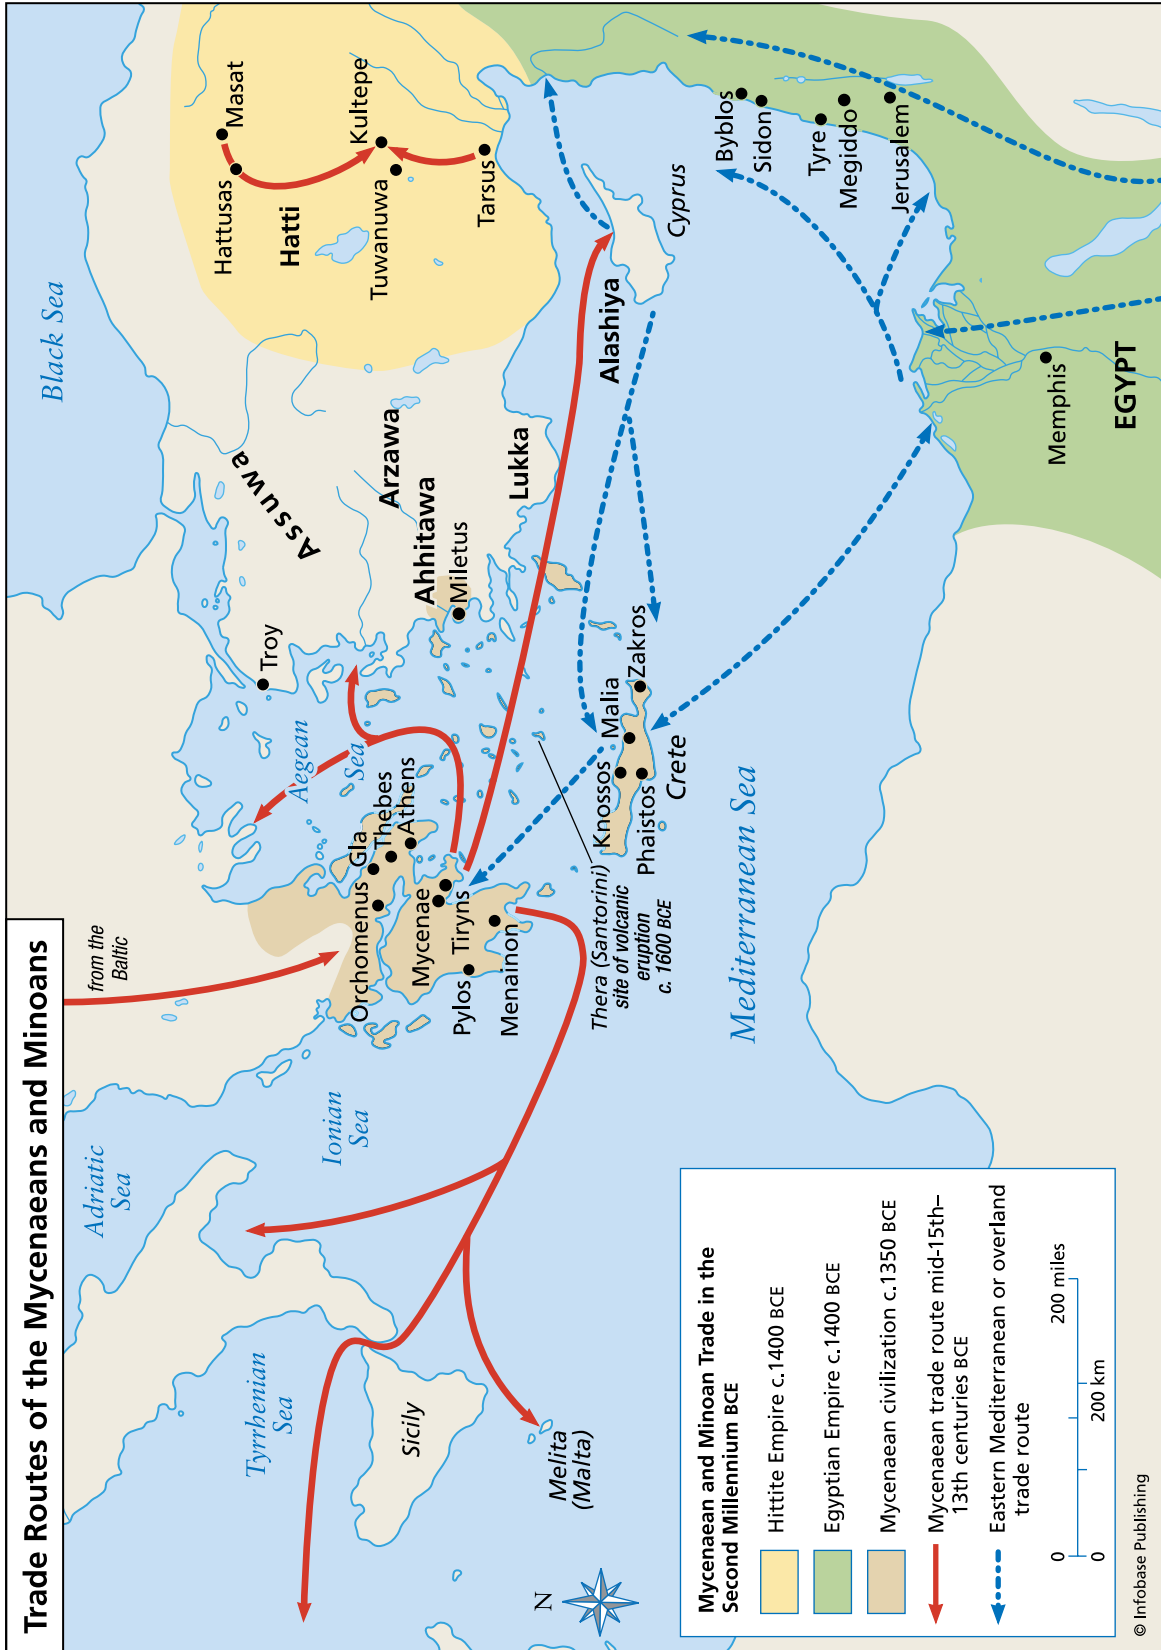 Trade Routes of the Mycenaeans and Minoans
from the
Baltic
Black Sea
Adriatic
Sea
Ionian
Sea
Tyrrhenian
Sea
Aegean
Sea
Mediterranean Sea
Masat
Hattusas
Hatti
Kultepe
Tuwanuwa
Tarsus
Assuwa
Arzawa
Ahhitawa
Lukka
Miletus
Troy
Alashiya
Cyprus
Byblos
Sidon
Tyre
Megiddo
Jerusalem
Memphis
EGYPT
Orchomenus
Gla
Thebes
Athens
Mycenae
Tiryns
Pylos
Menainon
Knossos
Malia
Zakros
Phaistos
Crete
Thera (Santorini)
site of volcanic
eruption
c. 1600 BCE
Sicily
Melita
(Malta)
N
Mycenaean and Minoan Trade in the
Second Millennium BCE
Hittite Empire c.1400 BCE
Egyptian Empire c.1400 BCE
Mycenaean civilization c.1350 BCE
Mycenaean trade route mid-15th–
13th centuries BCE
Eastern Mediterranean or overland
trade route
0 200 miles
0 200 km
© Infobase Publishing